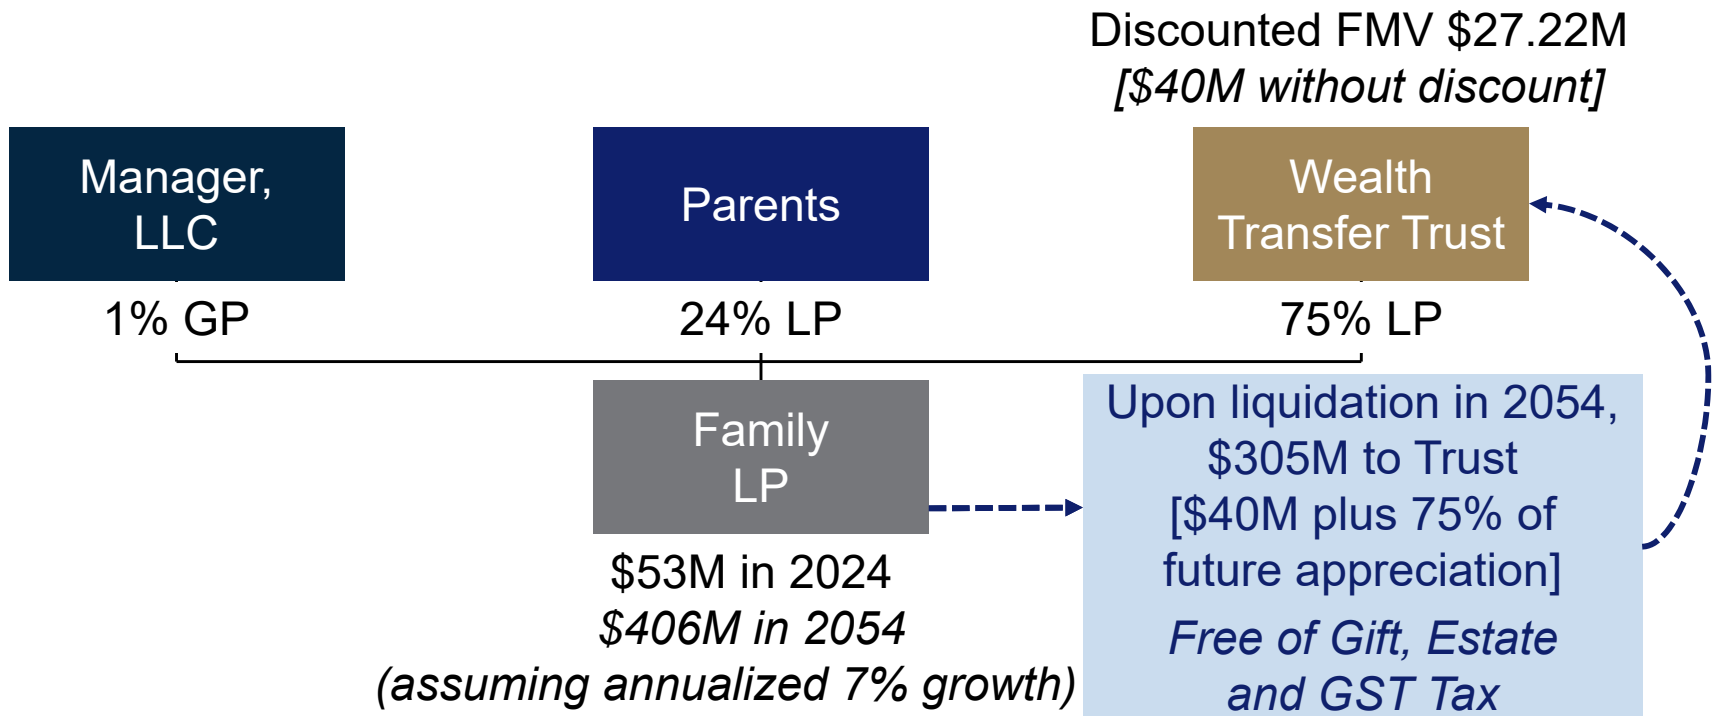 Discounted FMV $27.22M
[$40M without discount]
Manager,
LLC
Parents
Wealth
Transfer Trust
1% GP
24% LP
75% LP
Family
LP
$53M in 2024
$406M in 2054
(assuming annualized 7% growth)
Upon liquidation in 2054,
$305M to Trust
[$40M plus 75% of
future appreciation]
Free of Gift, Estate
and GST Tax